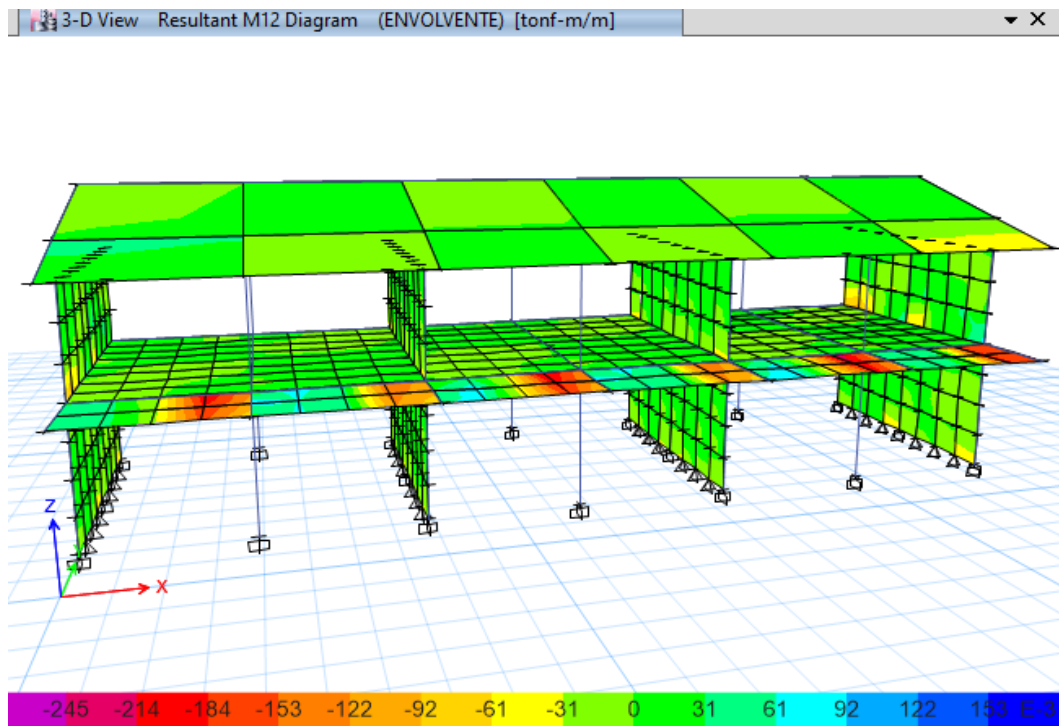 3-D View Resultant M12 Diagram (ENVOLVENTE) [tonf-m/m]
Z
X
-245 -214 -184 -153 -122 -92 -61 -31 0 31 61 92 122 153 E-3